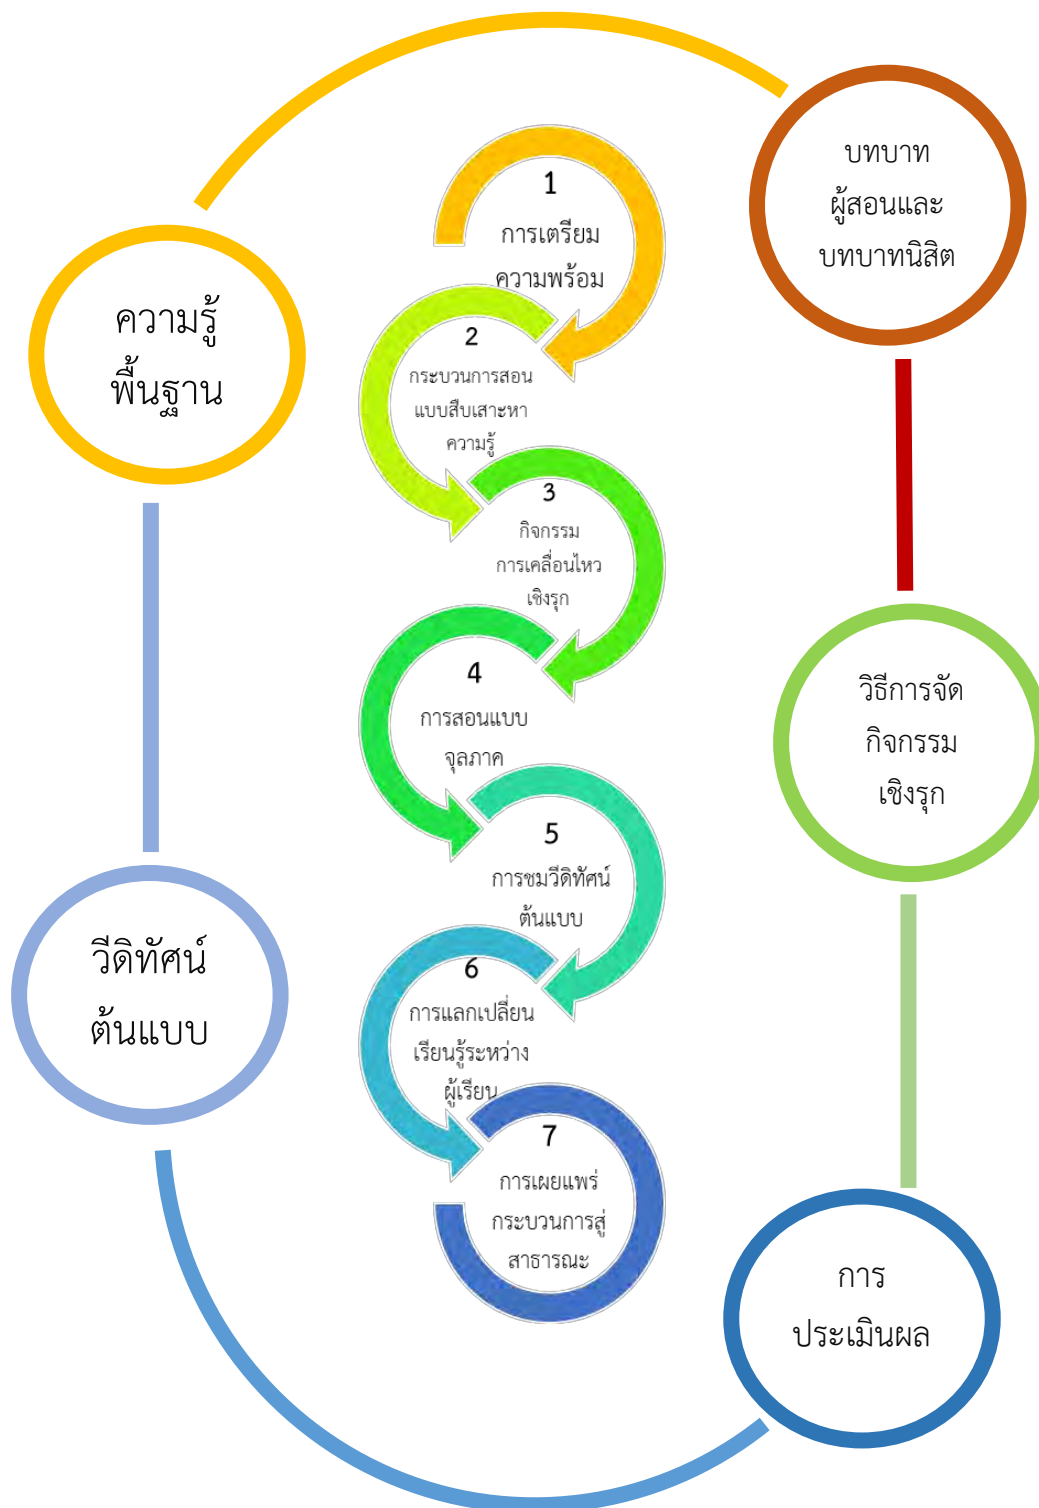 บทบาท
ผู้สอนและ
บทบาทนิสิต
ความรู้
พื้นฐาน
1
การเตรียม
ความพร้อม
2
กระบวนการสอน
แบบสืบเสาะหา
ความรู้
3
กิจกรรม
การเคลื่อนไหว
เชิงรุก
4
การสอนแบบ
จุลภาค
5
การชมวีดิทัศน์
ต้นแบบ
6
การแลกเปลี่ยน
เรียนรู้ระหว่าง
ผู้เรียน
7
การเผยแพร่
กระบวนการสู่
สาธารณะ
วิธีการจัด
กิจกรรม
เชิงรุก
วีดิทัศน์
ต้นแบบ
การ
ประเมินผล